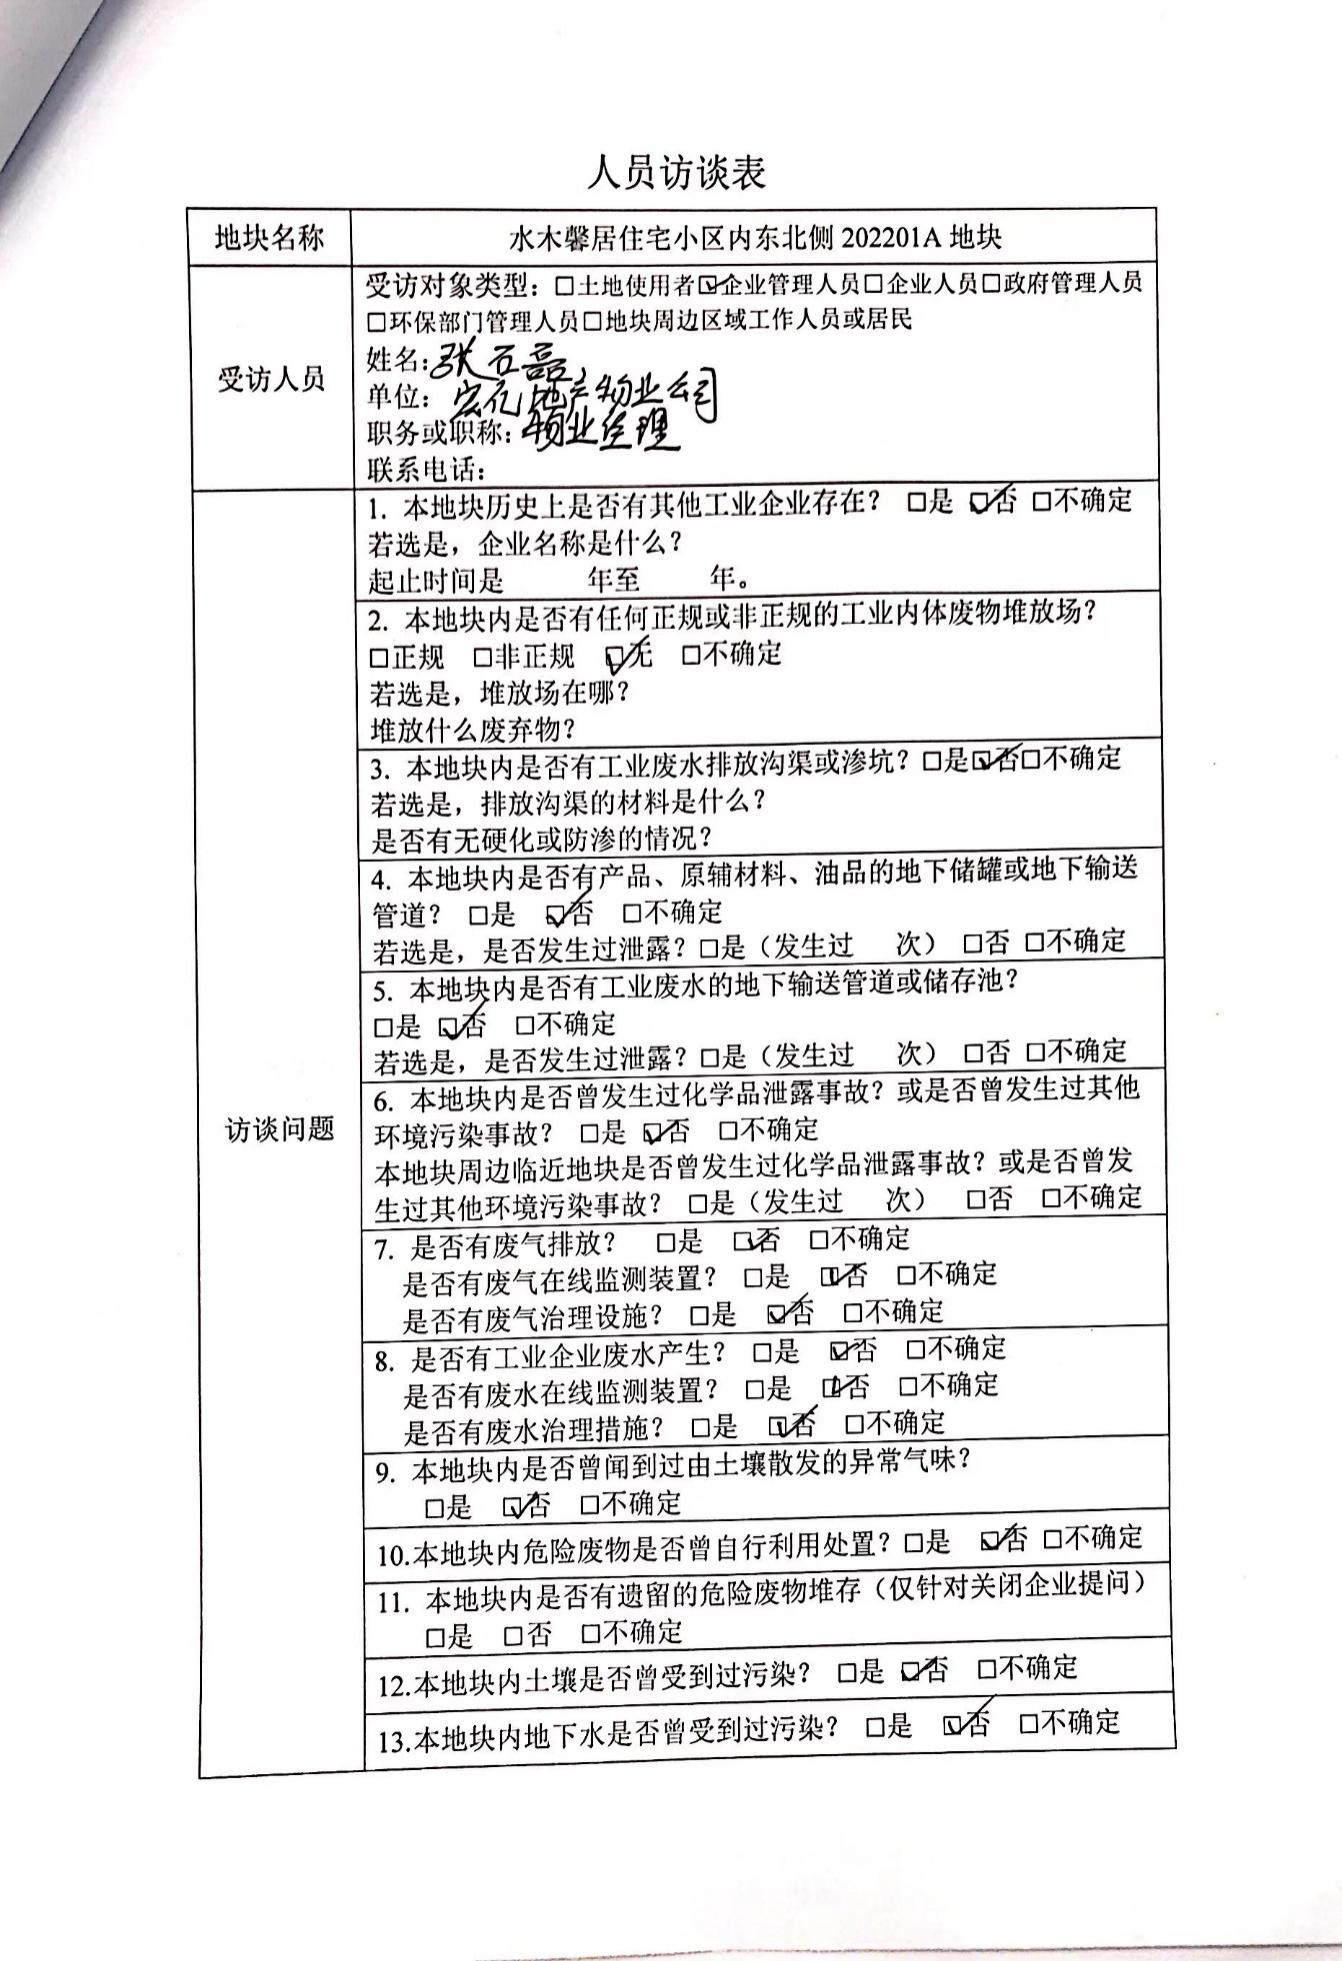 人员访谈表
地块名称
水木馨居住宅小区内东北侧 202201A 地块
受访人员
受访对象类型：□土地使用者☑企业管理人员□企业人员□政府管理人员
□环保部门管理人员□地块周边区域工作人员或居民
姓名：张石磊
单位：宏亿地产物业公司
职务或职称：物业经理
联系电话：
访谈问题
1. 本地块历史上是否有其他工业企业存在？ □是 ☑否 □不确定
若选是，企业名称是什么？
起止时间是 年至 年。
2. 本地块内是否有任何正规或非正规的工业内体废物堆放场？
□正规 □非正规 ☑无 □不确定
若选是，堆放场在哪？
堆放什么废弃物？
3. 本地块内是否有工业废水排放沟渠或渗坑？□是☑否□不确定
若选是，排放沟渠的材料是什么？
是否有无硬化或防渗的情况？
4. 本地块内是否有产品、原辅材料、油品的地下储罐或地下输送
管道？ □是 ☑否 □不确定
若选是，是否发生过泄露？□是（发生过 次） □否 □不确定
5. 本地块内是否有工业废水的地下输送管道或储存池？
□是 ☑否 □不确定
若选是，是否发生过泄露？□是（发生过 次） □否 □不确定
6. 本地块内是否曾发生过化学品泄露事故？或是否曾发生过其他
环境污染事故？ □是 ☑否 □不确定
本地块周边临近地块是否曾发生过化学品泄露事故？或是否曾发
生过其他环境污染事故？ □是（发生过 次） □否 □不确定
7. 是否有废气排放？ □是 ☑否 □不确定
是否有废气在线监测装置？ □是 ☑否 □不确定
是否有废气治理设施？ □是 ☑否 □不确定
8. 是否有工业企业废水产生？ □是 ☑否 □不确定
是否有废水在线监测装置？ □是 ☑否 □不确定
是否有废水治理措施？ □是 ☑否 □不确定
9. 本地块内是否曾闻到过由土壤散发的异常气味？
□是 ☑否 □不确定
10.本地块内危险废物是否曾自行利用处置？□是 ☑否 □不确定
11. 本地块内是否有遗留的危险废物堆存（仅针对关闭企业提问）
□是 □否 □不确定
12.本地块内土壤是否曾受到过污染？ □是 ☑否 □不确定
13.本地块内地下水是否曾受到过污染？ □是 ☑否 □不确定